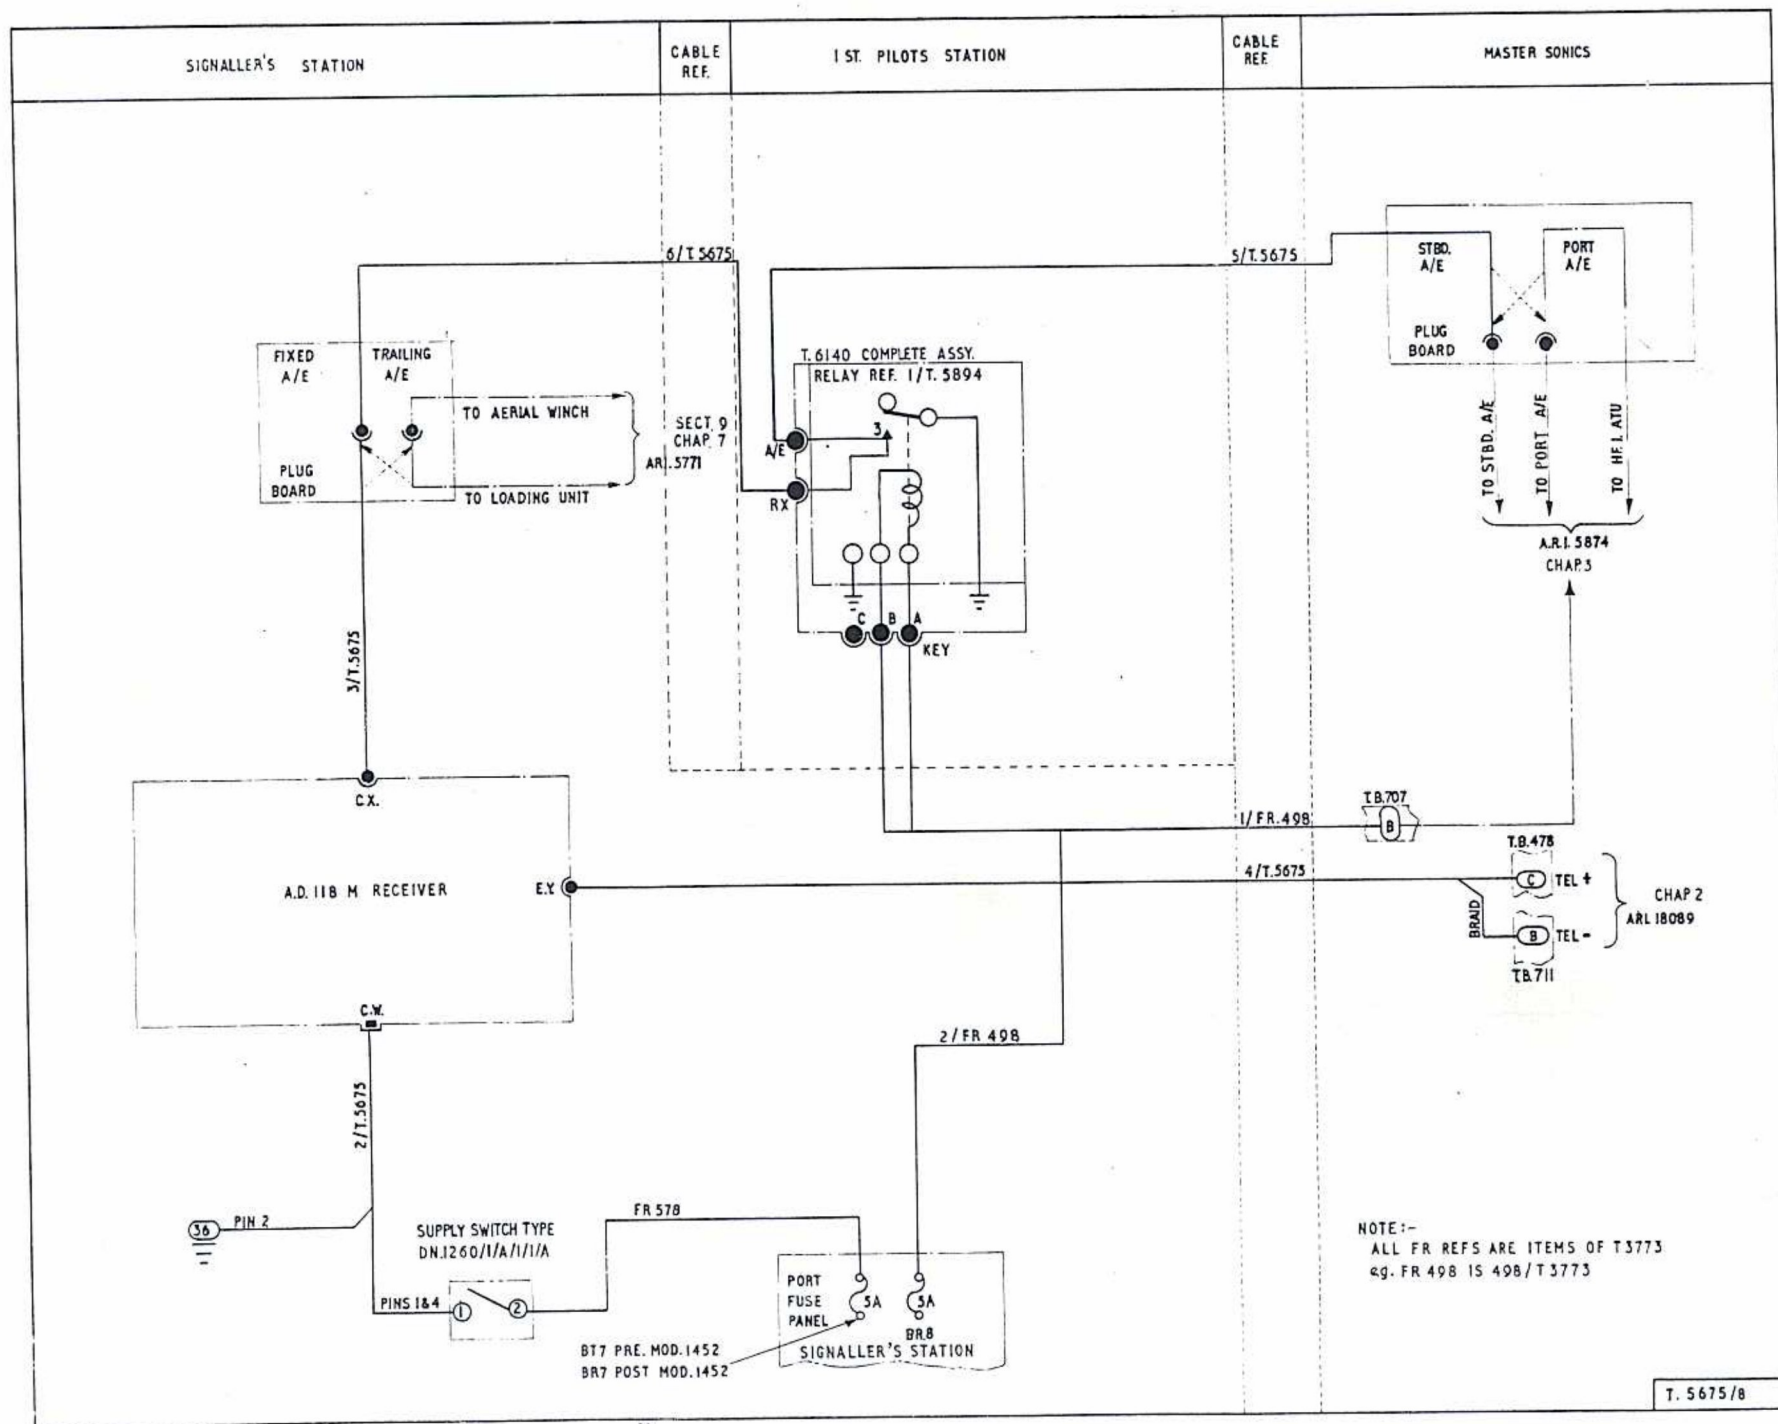 SIGNALLER'S STATION
CABLE
REF.
1 ST. PILOTS STATION
CABLE
REF.
MASTER SONICS
6/T.5675
5/T.5675
STBD.
A/E
PORT
A/E
PLUG
BOARD
FIXED
A/E
TRAILING
A/E
TO AERIAL WINCH
PLUG
BOARD
TO LOADING UNIT
SECT. 9
CHAP. 7
ARI.5771
T. 6140 COMPLETE ASSY.
RELAY REF. 1/T. 5894
3
A/E
RX
C
B
A
KEY
TO STBD. A/E
TO PORT A/E
TO HF.1. ATU
A.R.I. 5874
CHAP.3
3/T.5675
C.X.
A.D. 118 M RECEIVER
E.Y.
C.W.
1/FR.498
T.B.707
B
4/T.5675
T.B.478
C
TEL +
BRAID
B
TEL -
T.B.711
CHAP 2
ARI. 18089
2/FR 498
2/T.5675
36
PIN 2
SUPPLY SWITCH TYPE
DN.1260/1/A/1/1/A
PINS 1&4
1
2
FR 578
PORT
FUSE
PANEL
5A
5A
BR.8
SIGNALLER'S STATION
BT7 PRE. MOD.1452
BR7 POST MOD.1452
NOTE:-
ALL FR REFS ARE ITEMS OF T3773
eg. FR 498 IS 498/T3773
T. 5675/8